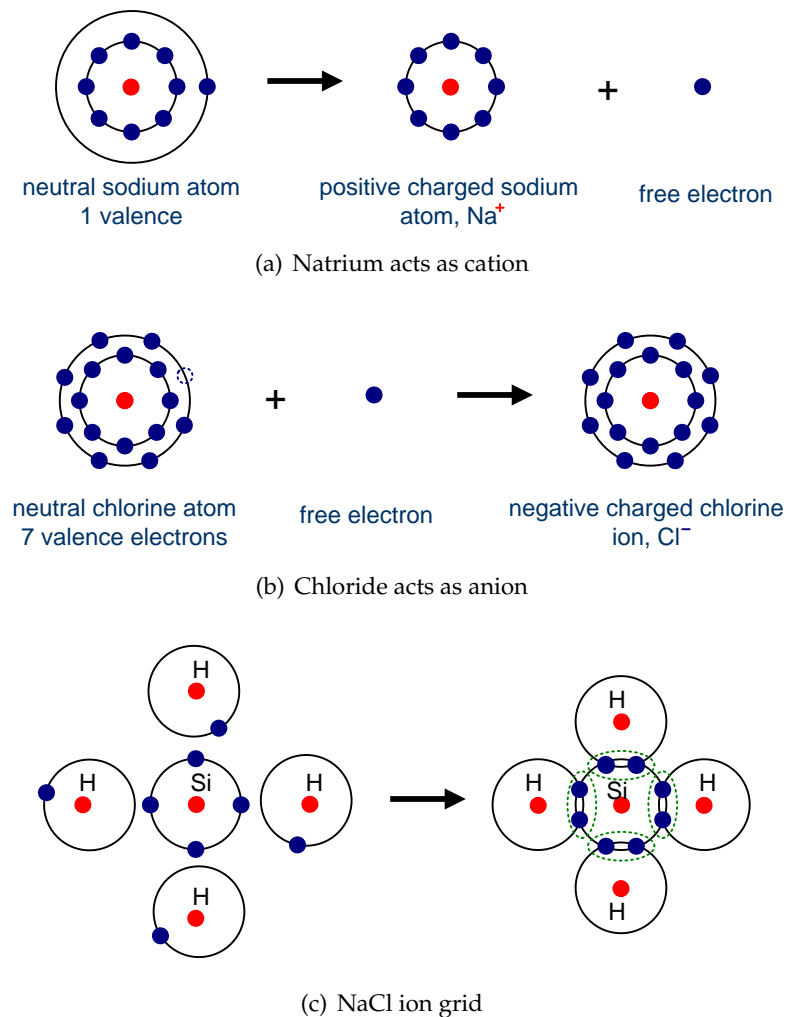 neutral sodium atom
1 valence
positive charged sodium
atom, Na+
+
free electron
(a) Natrium acts as cation
neutral chlorine atom
7 valence electrons
+
free electron
negative charged chlorine
ion, Cl−
(b) Chloride acts as anion
H
H
Si
H
H
H
H
Si
H
H
(c) NaCl ion grid